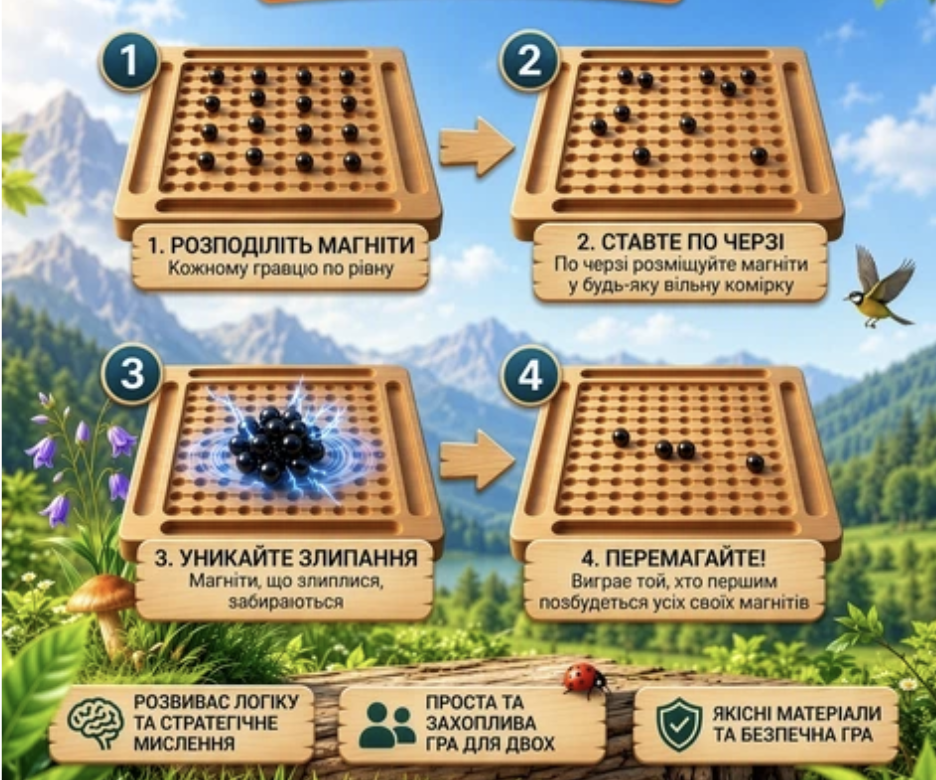 1
2
1. РОЗПОДІЛІТЬ МАГНІТИ
Кожному гравцю по рівну
2. СТАВТЕ ПО ЧЕРЗІ
По черзі розміщуйте магніти
у будь-яку вільну комірку
3
4
3. УНИКАЙТЕ ЗЛИПАННЯ
Магніти, що злиплися,
забираються
4. ПЕРЕМАГАЙТЕ!
Виграє той, хто першим
позбудеться усіх своїх магнітів
РОЗВИВАЄ ЛОГІКУ
ТА СТРАТЕГІЧНЕ
МИСЛЕННЯ
ПРОСТА ТА
ЗАХОПЛИВА
ГРА ДЛЯ ДВОХ
ЯКІСНІ МАТЕРІАЛИ
ТА БЕЗПЕЧНА ГРА